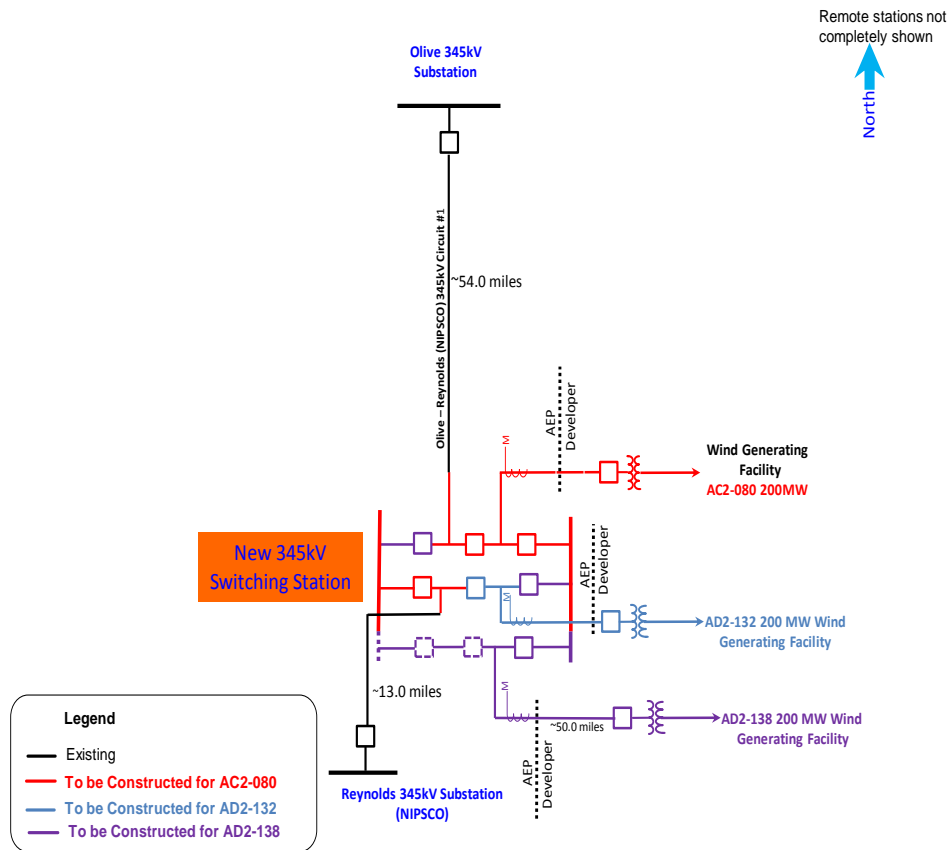 Remote stations not
completely shown
North
Olive 345kV
Substation
Olive – Reynolds (NIPSCO) 345kV Circuit #1
~54.0 miles
AEP
Developer
M
Wind Generating
Facility
AC2-080 200MW
New 345kV
Switching Station
AEP
Developer
M
AD2-132 200 MW Wind
Generating Facility
~13.0 miles
M
~50.0 miles
AEP
Developer
AD2-138 200 MW Wind
Generating Facility
Reynolds 345kV Substation
(NIPSCO)
Legend
Existing
To be Constructed for AC2-080
To be Constructed for AD2-132
To be Constructed for AD2-138